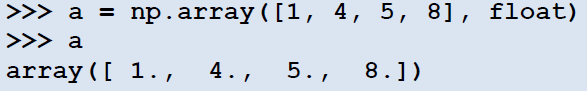 >>> a = np.array([1, 4, 5, 8], float)
>>> a
array([ 1.,  4.,  5.,  8.])